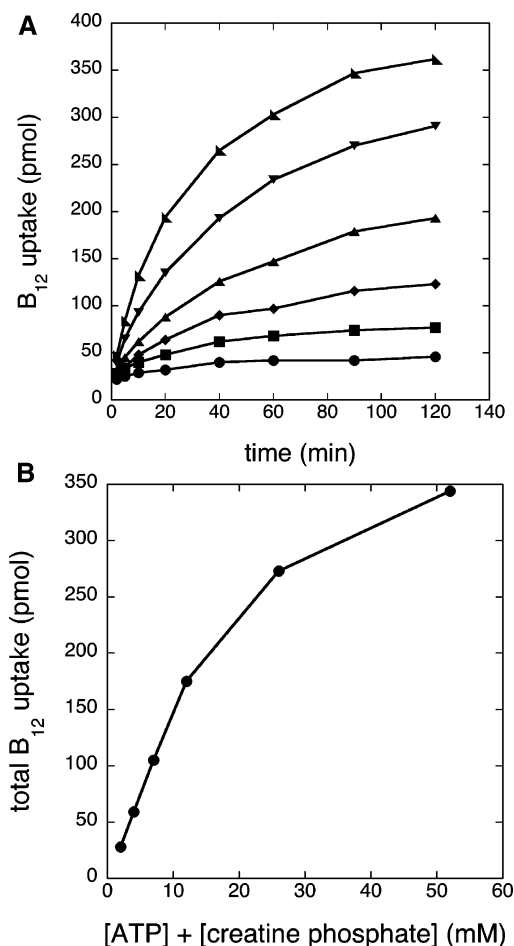 A
400
350
300
250
200
150
100
50
0
B12 uptake (pmol)
0 20 40 60 80 100 120 140
time (min)
B
350
300
250
200
150
100
50
0
total B12 uptake (pmol)
0 10 20 30 40 50 60
[ATP] + [creatine phosphate] (mM)